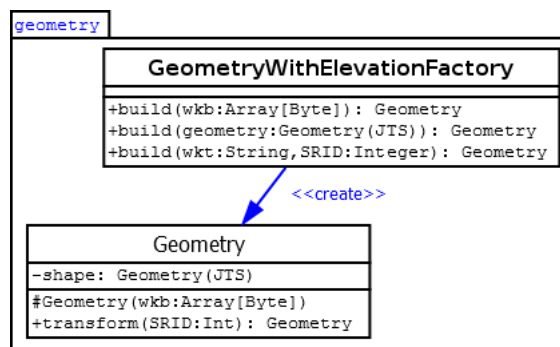 geometry
GeometryWithElevationFactory
+build(wkb:Array[Byte]): Geometry
+build(geometry:Geometry(JTS)): Geometry
+build(wkt:String,SRID:Integer): Geometry
<<create>>
Geometry
-shape: Geometry(JTS)
#Geometry(wkb:Array[Byte])
+transform(SRID:Int): Geometry